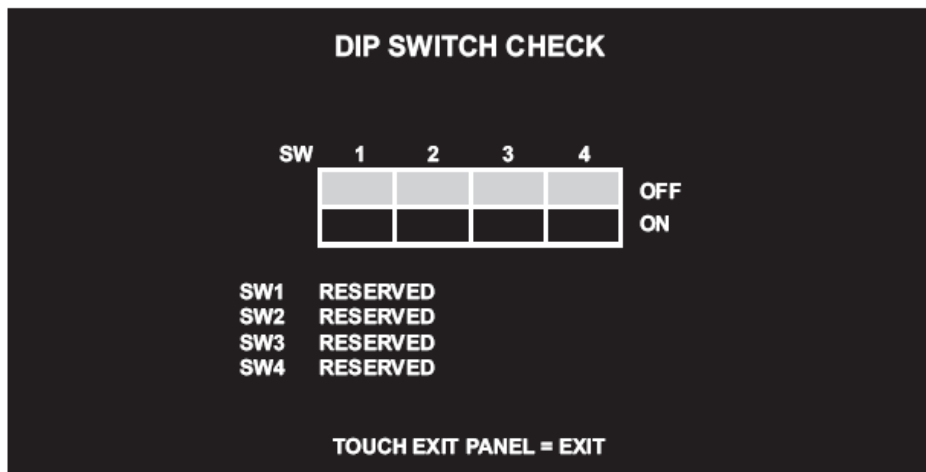 DIP SWITCH CHECK
SW 1 2 3 4
OFF
ON
SW1 RESERVED
SW2 RESERVED
SW3 RESERVED
SW4 RESERVED
TOUCH EXIT PANEL = EXIT